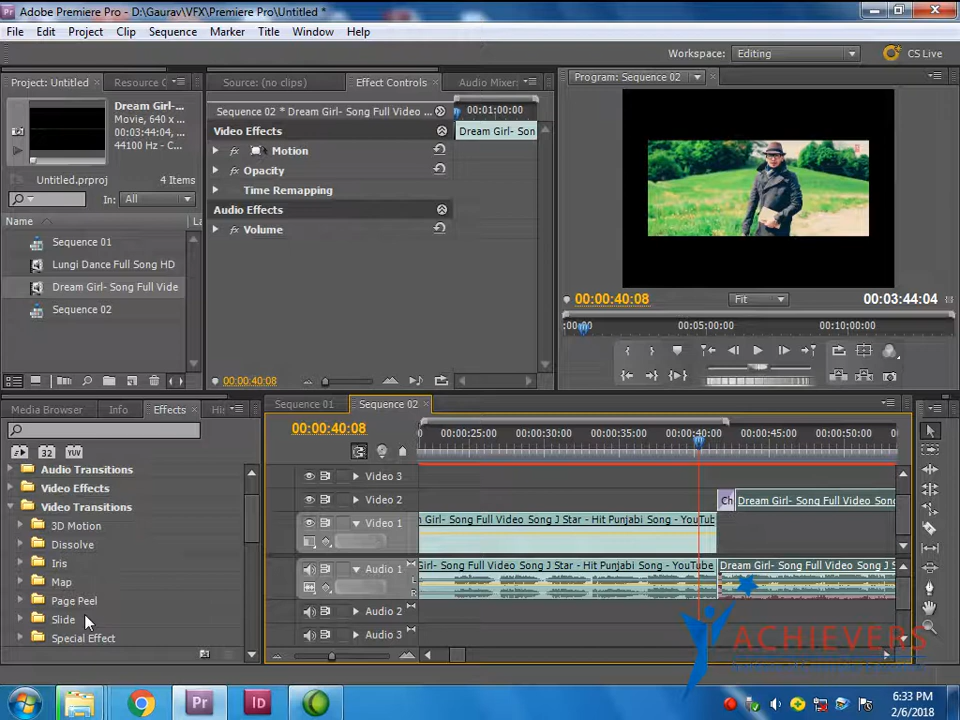 Adobe Premiere Pro - D:\Gaurav\VFX\Premiere Pro\Untitled *
File Edit Project Clip Sequence Marker Title Window Help
Workspace: Editing CS Live
Project: Untitled Resource C
Source: (no clips) Effect Controls Audio Mixer:
Program: Sequence 02
Dream Girl-...
Movie, 640 x ...
00:03:44:04, ...
44100 Hz - C...
Untitled.prproj 4 Items
In: All
Name La
Sequence 01
Lungi Dance Full Song HD
Dream Girl- Song Full Vide
Sequence 02
Sequence 02 * Dream Girl- Song Full Video ...
00:01:00:00
Video Effects Dream Girl- Son
fx Motion
fx Opacity
Time Remapping
Audio Effects
fx Volume
00:00:40:08
00:00:40:08 Fit 00:03:44:04
:00:00 00:05:00:00 00:10:00:00
Media Browser Info Effects His
Audio Transitions
Video Effects
Video Transitions
3D Motion
Dissolve
Iris
Map
Page Peel
Slide
Special Effect
Sequence 01 Sequence 02
00:00:40:08
00:00:25:00 00:00:30:00 00:00:35:00 00:00:40:00 00:00:45:00 00:00:50:00
Video 3
Video 2 Ch Dream Girl- Song Full Video Song
Video 1 Girl- Song Full Video Song J Star - Hit Punjabi Song - YouTub
Audio 1 Girl- Song Full Video Song J Star - Hit Punjabi Song - YouTube Dream Girl- Song Full Video Song J S
L
R
Audio 2
Audio 3
ACHIEVERS
Pr Id
6:33 PM
2/6/2018